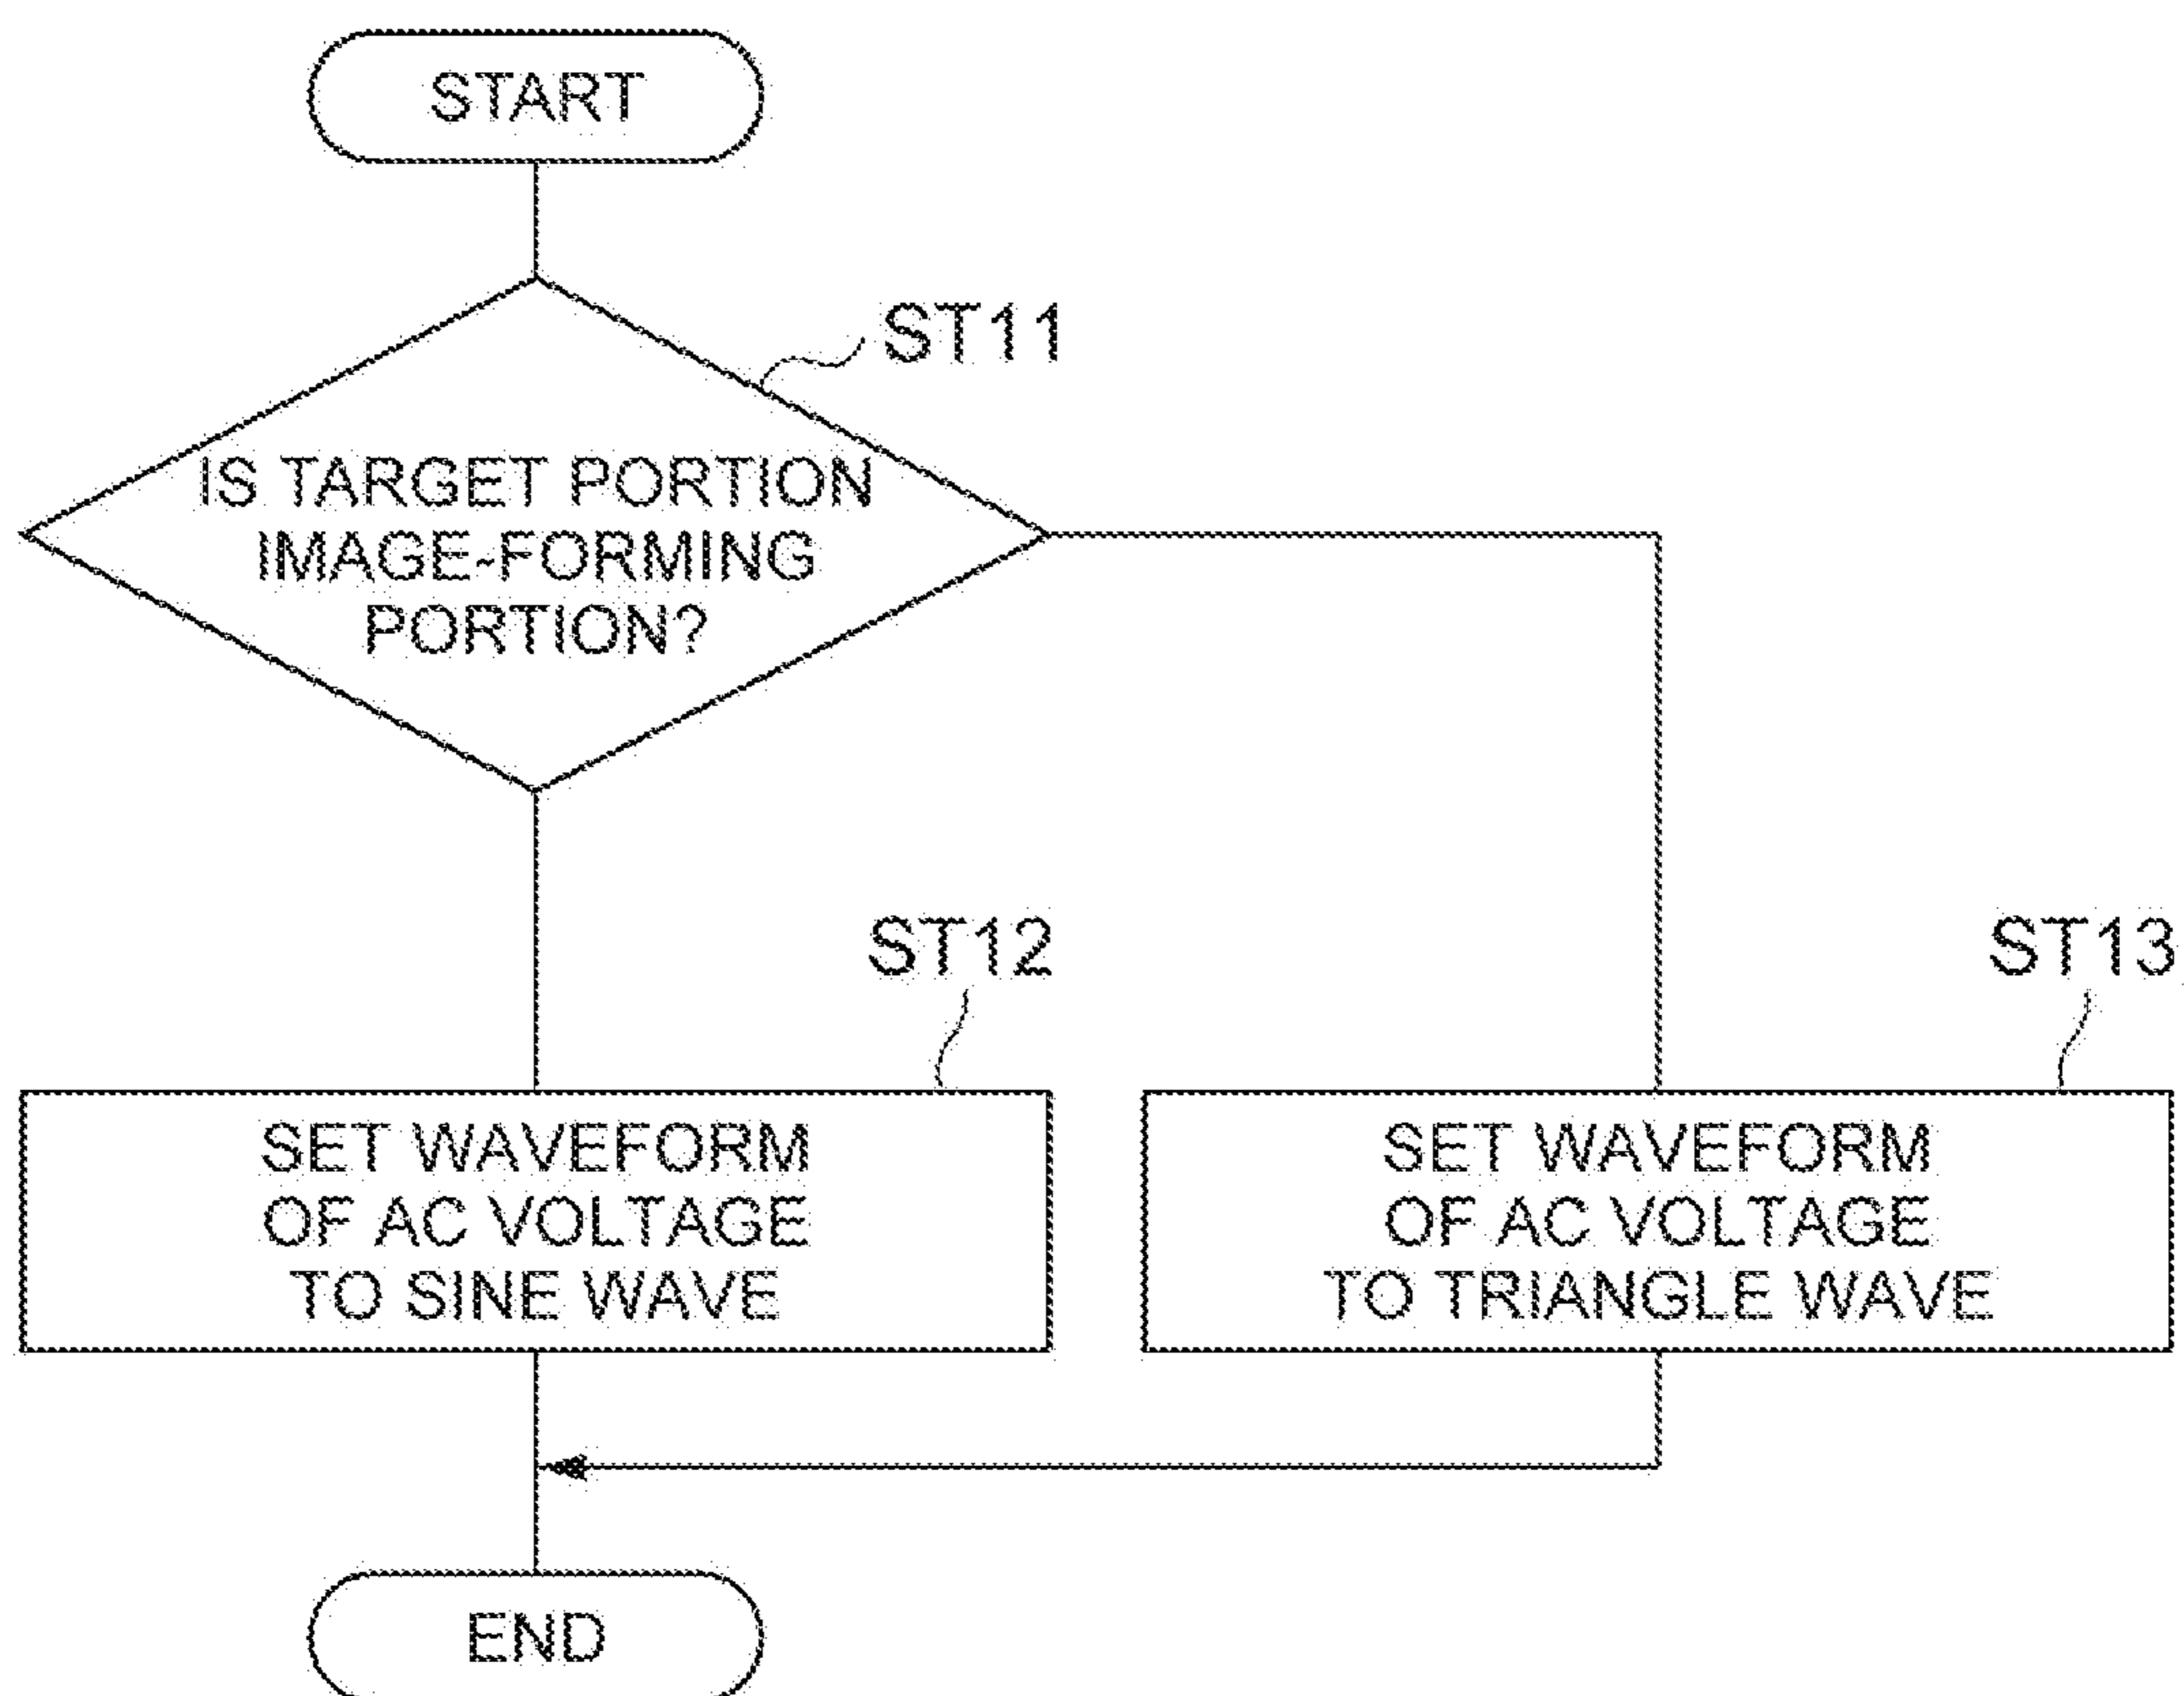 START
ST11
IS TARGET PORTION
IMAGE-FORMING
PORTION?
ST12
ST13
SET WAVEFORM
OF AC VOLTAGE
TO SINE WAVE
SET WAVEFORM
OF AC VOLTAGE
TO TRIANGLE WAVE
END